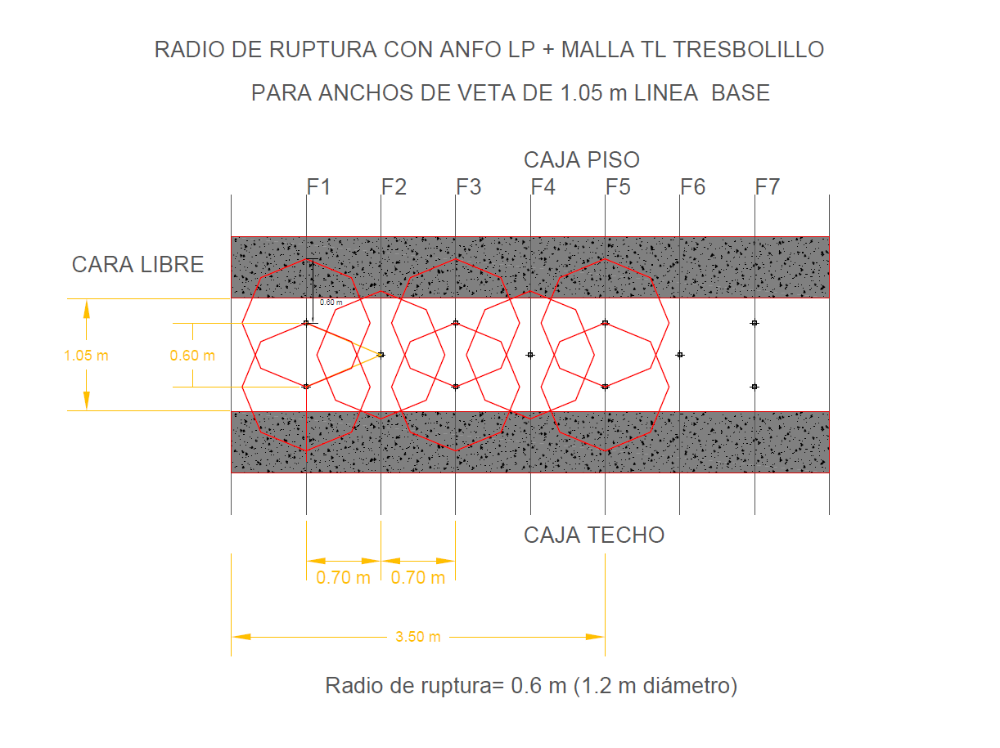 RADIO DE RUPTURA CON ANFO LP + MALLA TL TRESBOLILLO
PARA ANCHOS DE VETA DE 1.05 m LINEA BASE
CAJA PISO
F1 F2 F3 F4 F5 F6 F7
CARA LIBRE
0.60 m
1.05 m
0.60 m
CAJA TECHO
0.70 m 0.70 m
3.50 m
Radio de ruptura= 0.6 m (1.2 m diámetro)